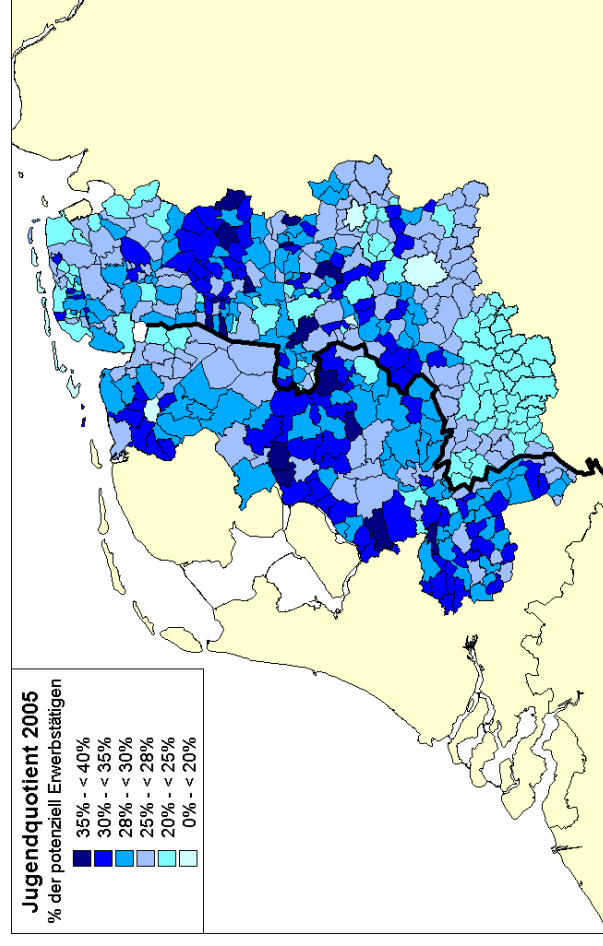 Jugendquotient 2005
% der potenziell Erwerbstätigen
35% - < 40%
30% - < 35%
28% - < 30%
25% - < 28%
20% - < 25%
0% - < 20%